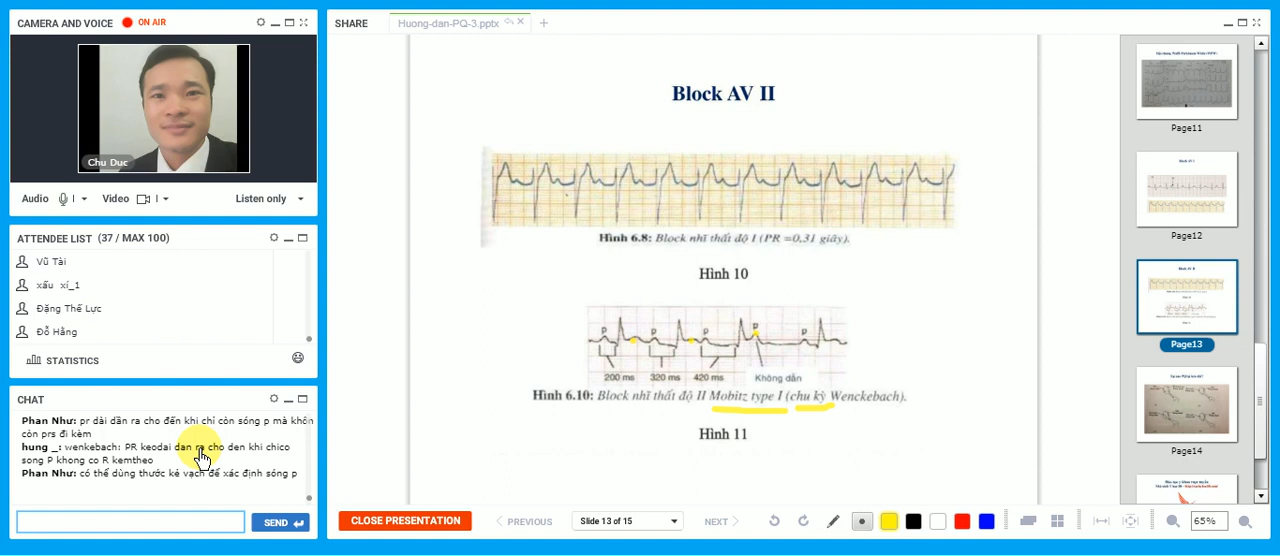 CAMERA AND VOICE
ON AIR
Chu Duc
Audio
Video
Listen only
ATTENDEE LIST (37 / MAX 100)
Vũ Tài
xấu xí_1
Đặng Thế Lực
Đỗ Hằng
STATISTICS
CHAT
Phan Như: pr dài dần ra cho đến khi chỉ còn sóng p mà khôn
còn prs đi kèm
hung _: wenkebach: PR keodai dan ra cho den khi chico
song P khong co R kemtheo
Phan Như: có thể dùng thước kẻ vạch để xác định sóng p
SEND
SHARE
Huong-dan-PQ-3.pptx
Block AV II
Hình 6.8: Block nhĩ thất độ I (PR =0,31 giây).
Hình 10
P P P P P
200 ms 320 ms 420 ms Không dẫn
Hình 6.10: Block nhĩ thất độ II Mobitz type I (chu kỳ Wenckebach).
Hình 11
CLOSE PRESENTATION
PREVIOUS
Slide 13 of 15
NEXT
65%
Page11
Block AV I
Page12
Block AV II
Page13
Page14